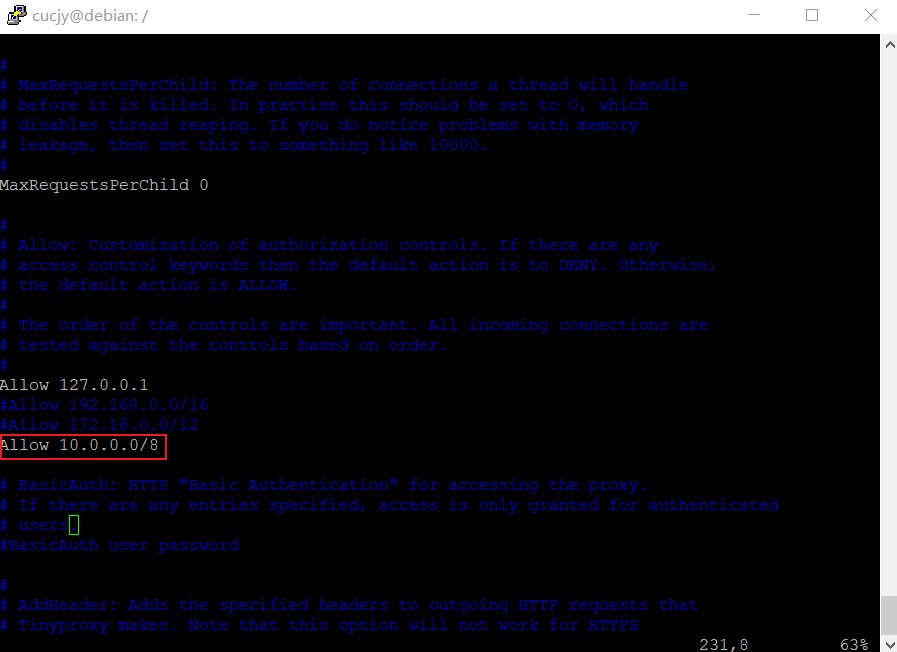 cucjy@debian: /
#
# MaxRequestsPerChild: The number of connections a thread will handle
# before it is killed. In practise this should be set to 0, which
# disables thread reaping. If you do notice problems with memory
# leakage, then set this to something like 10000.
#
MaxRequestsPerChild 0
#
# Allow: Customization of authorization controls. If there are any
# access control keywords then the default action is to DENY. Otherwise,
# the default action is ALLOW.
#
# The order of the controls are important. All incoming connections are
# tested against the controls based on order.
#
Allow 127.0.0.1
#Allow 192.168.0.0/16
#Allow 172.16.0.0/12
Allow 10.0.0.0/8
# BasicAuth: HTTP "Basic Authentication" for accessing the proxy.
# If there are any entries specified, access is only granted for authenticated
# users.
#BasicAuth user password
#
# AddHeader: Adds the specified headers to outgoing HTTP requests that
# Tinyproxy makes. Note that this option will not work for HTTPS
231,8 63%